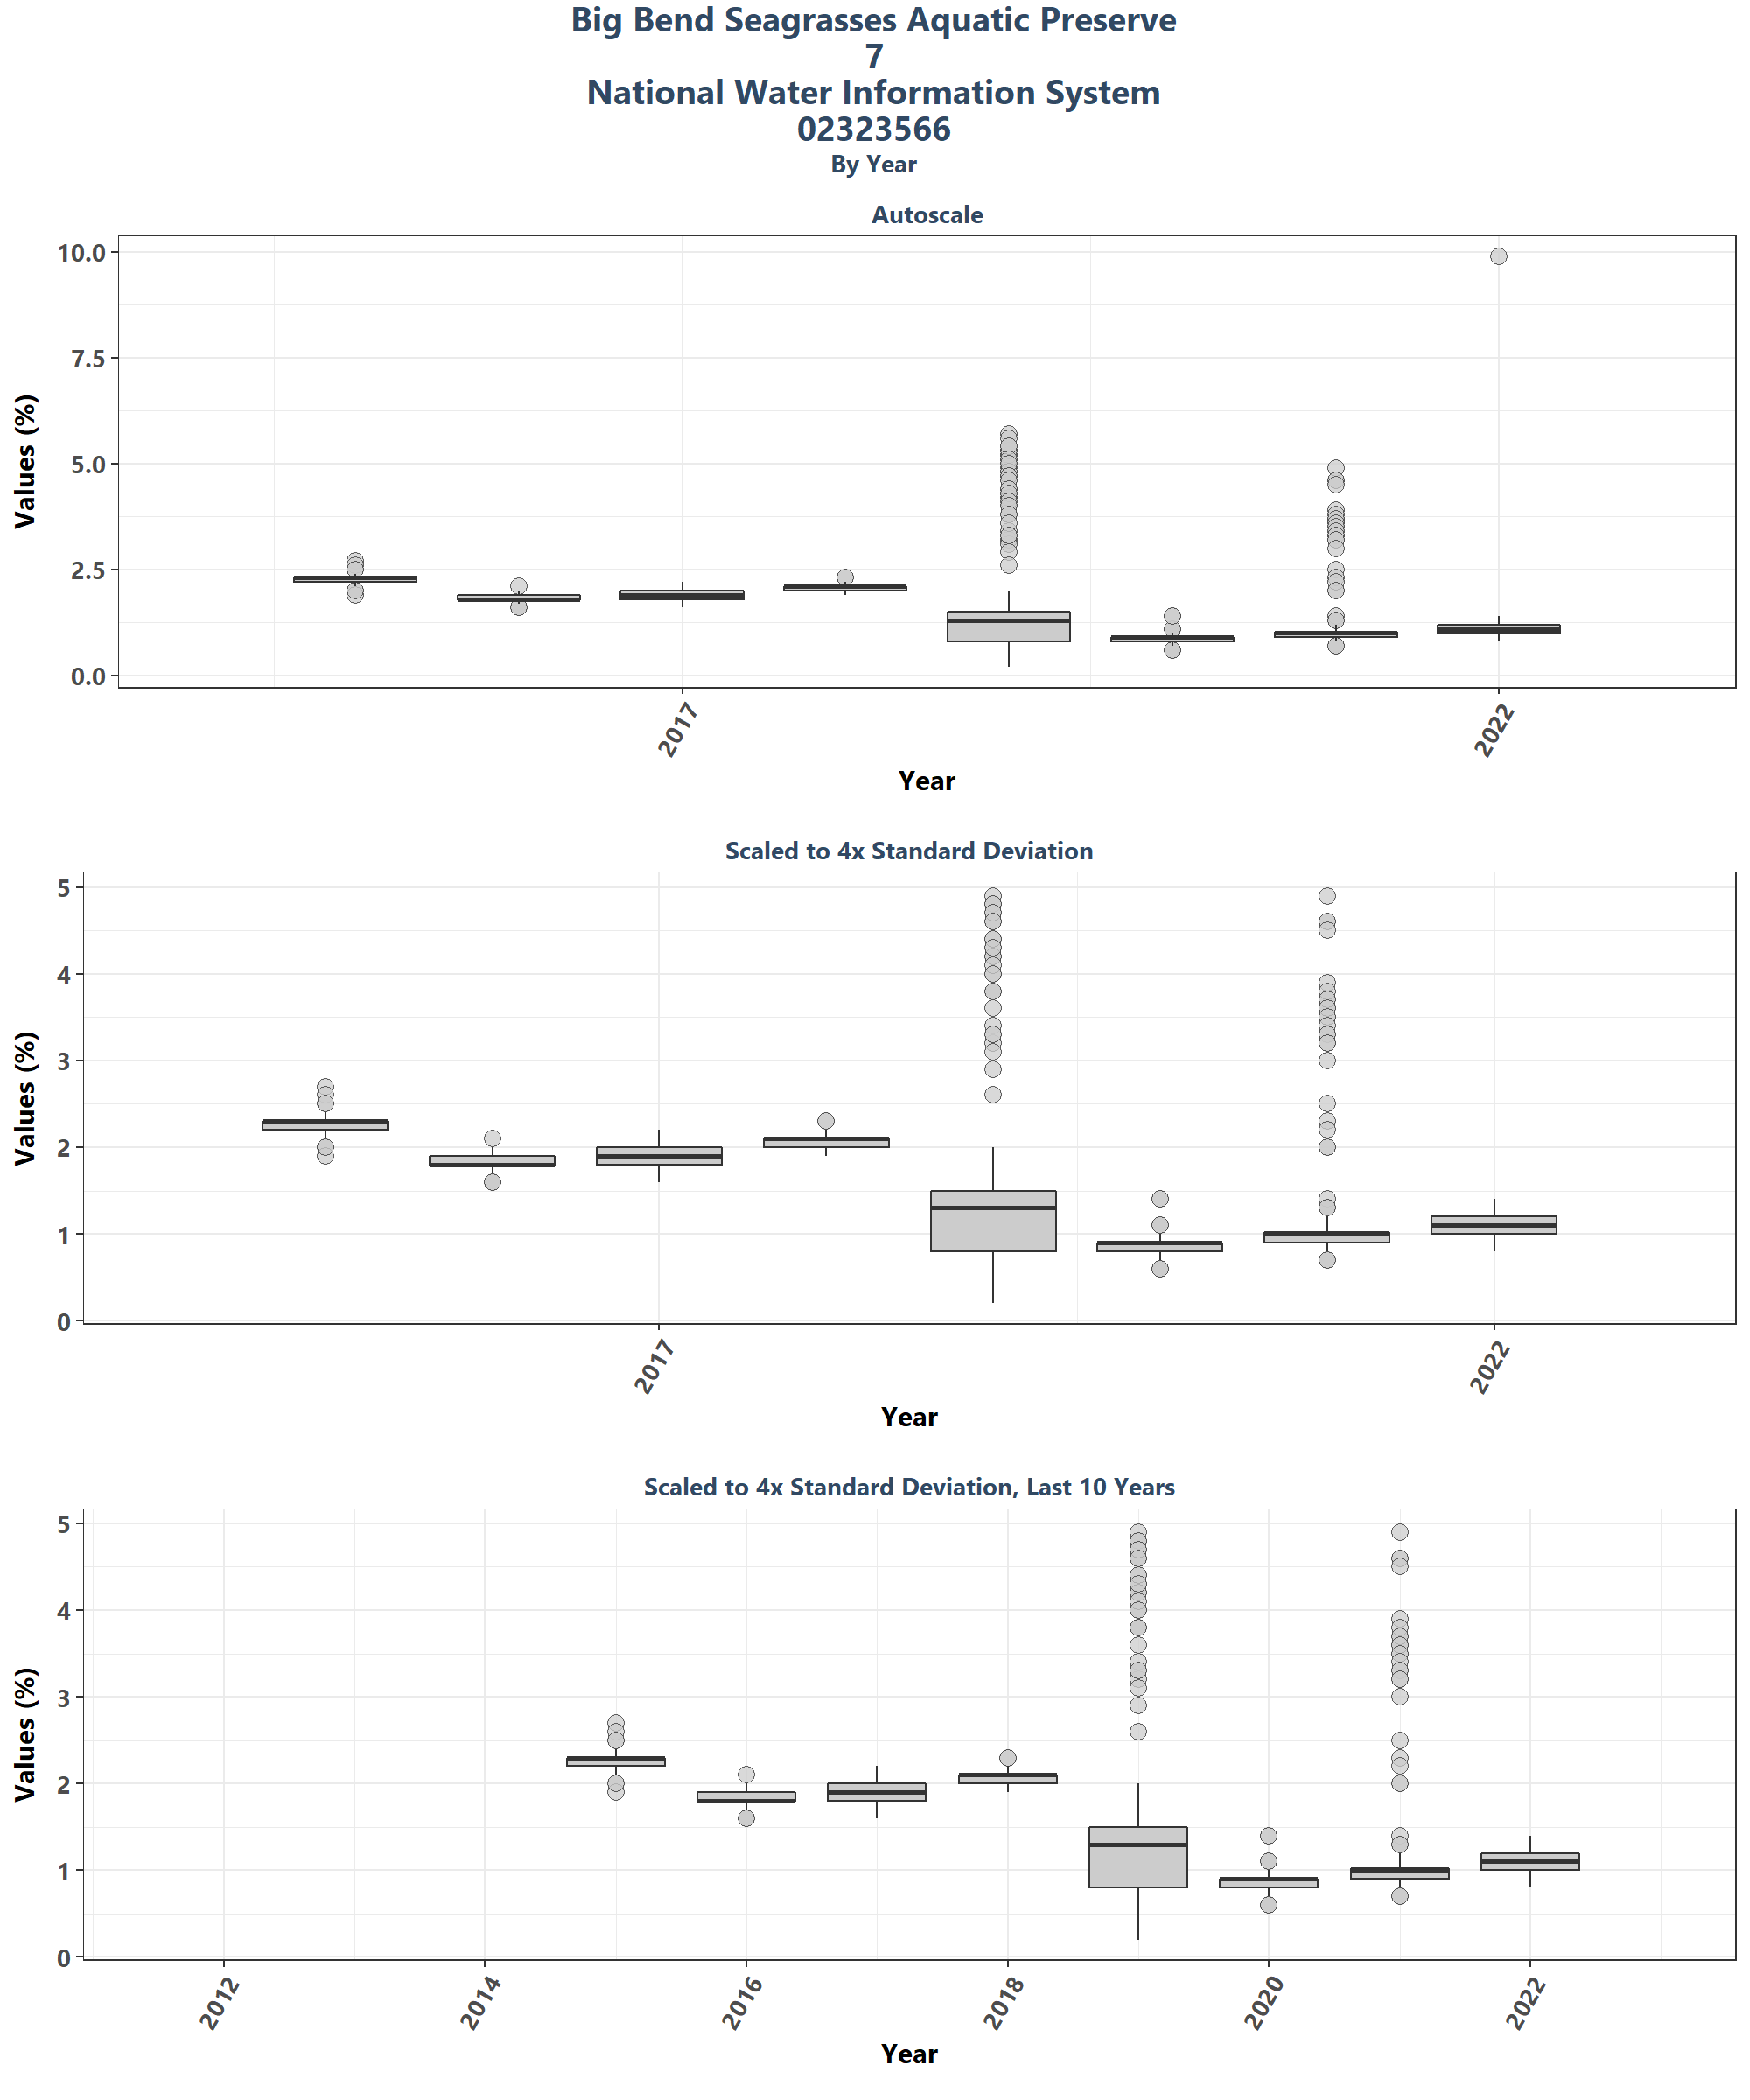 Big Bend Seagrasses Aquatic Preserve
7
National Water Information System
02323566
By Year
Autoscale
10.0
7.5
5.0
2.5
0.0
Values (%)
2017
2022
Year
Scaled to 4x Standard Deviation
5
4
3
2
1
0
Values (%)
2017
2022
Year
Scaled to 4x Standard Deviation, Last 10 Years
5
4
3
2
1
0
Values (%)
2012
2014
2016
2018
2020
2022
Year